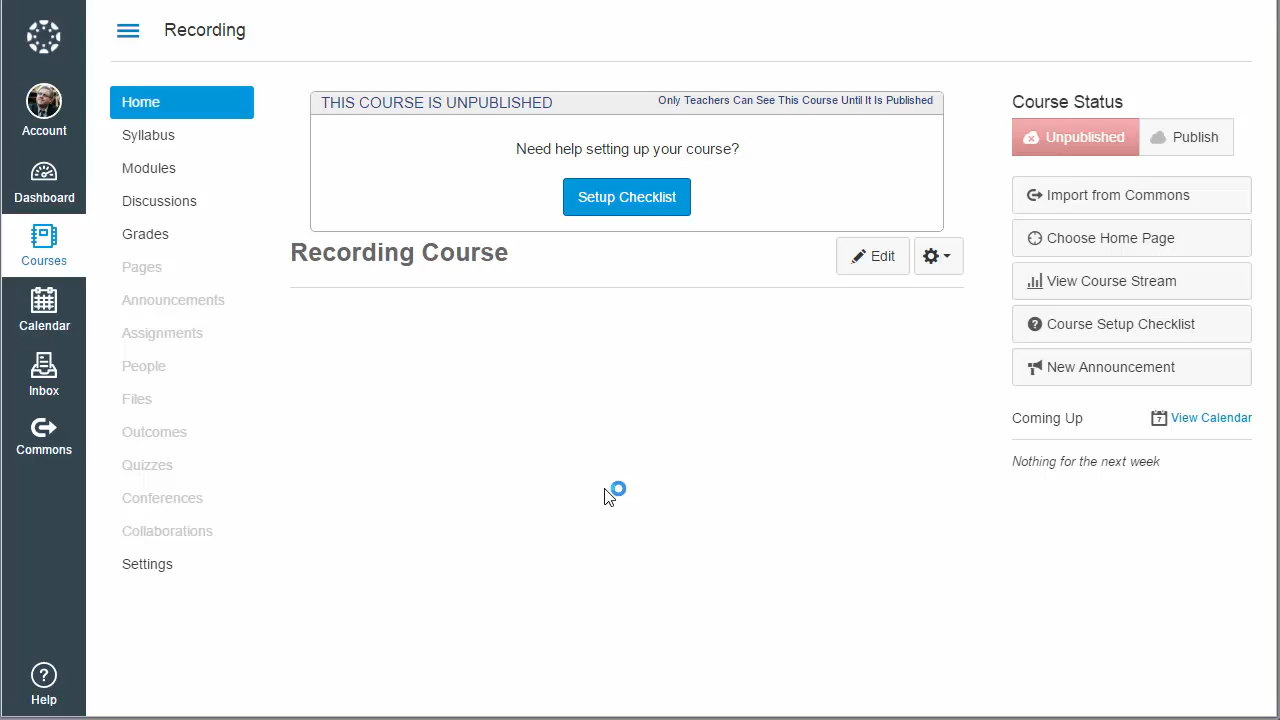 Recording
Account
Dashboard
Courses
Calendar
Inbox
Commons
Help
Home
Syllabus
Modules
Discussions
Grades
Pages
Announcements
Assignments
People
Files
Outcomes
Quizzes
Conferences
Collaborations
Settings
THIS COURSE IS UNPUBLISHED Only Teachers Can See This Course Until It Is Published
Need help setting up your course?
Setup Checklist
Recording Course
Edit
Course Status
Unpublished Publish
Import from Commons
Choose Home Page
View Course Stream
Course Setup Checklist
New Announcement
Coming Up 7 View Calendar
Nothing for the next week